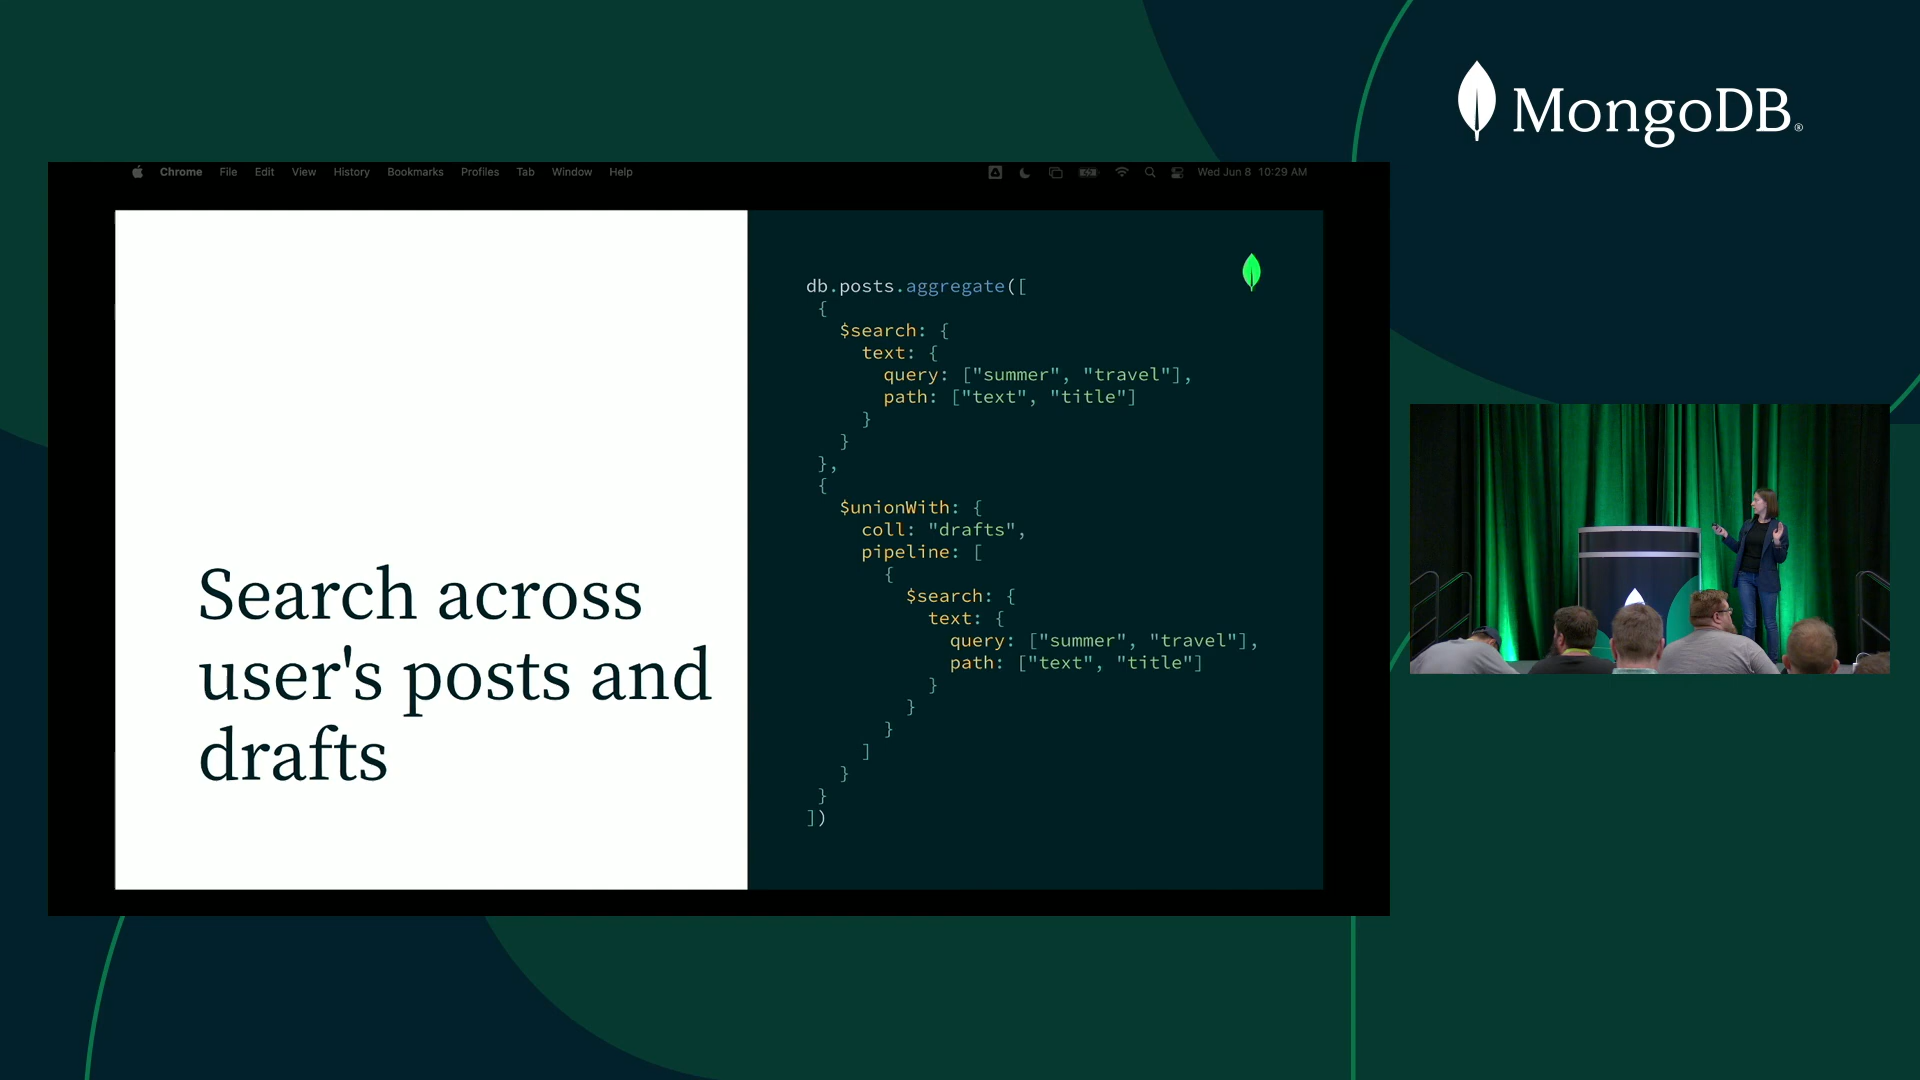 MongoDB®
Chrome File Edit View History Bookmarks Profiles Tab Window Help Wed Jun 8 10:29 AM
Search across
user's posts and
drafts
db.posts.aggregate([
 {
   $search: {
     text: {
       query: ["summer", "travel"],
       path: ["text", "title"]
     }
   }
 },
 {
   $unionWith: {
     coll: "drafts",
     pipeline: [
       {
         $search: {
           text: {
             query: ["summer", "travel"],
             path: ["text", "title"]
           }
         }
       }
     ]
   }
 }
])